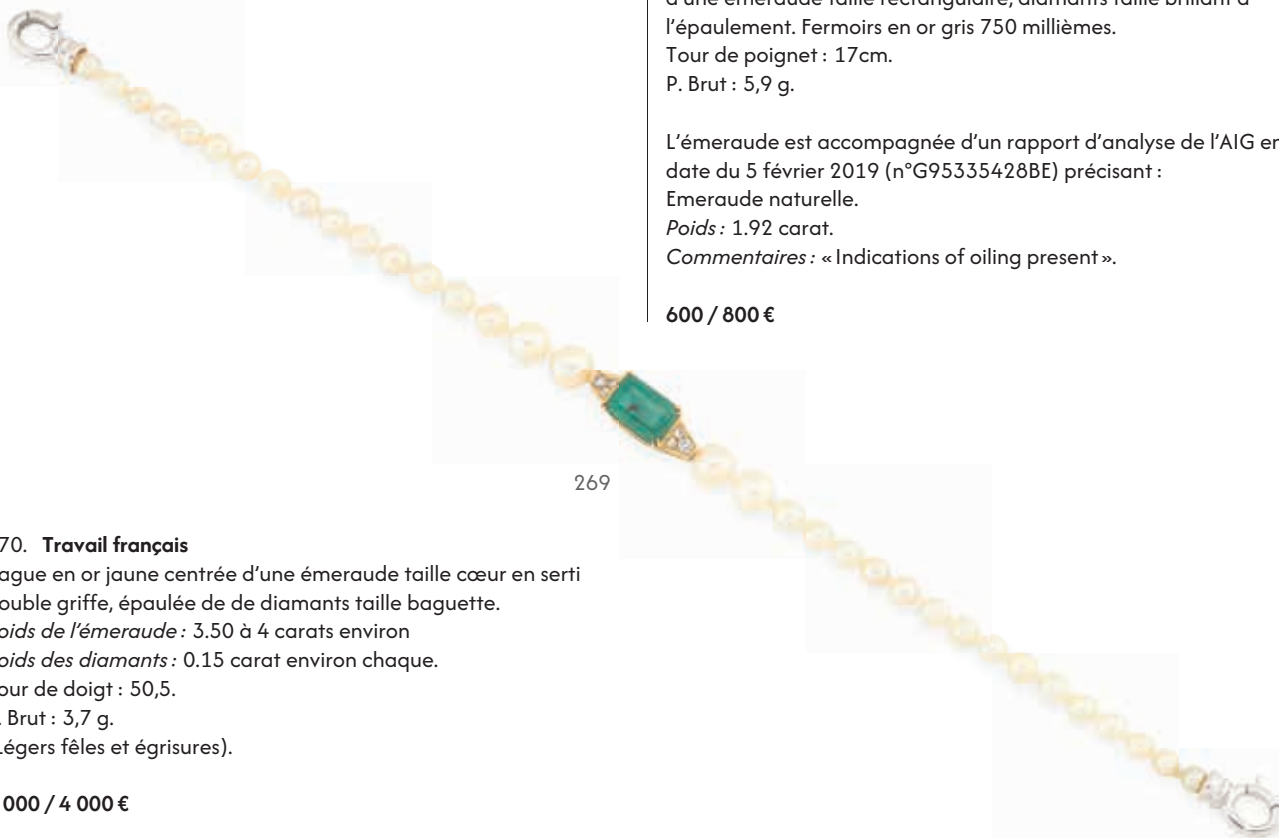 d'une émeraude taille rectangulaire, diamants taille brillant à
l'épaulement. Fermoirs en or gris 750 millièmes.
Tour de poignet : 17cm.
P. Brut : 5,9 g.
L'émeraude est accompagnée d'un rapport d'analyse de l'AIG en
date du 5 février 2019 (n°G95335428BE) précisant :
Emeraude naturelle.
Poids : 1.92 carat.
Commentaires : « Indications of oiling present ».
600 / 800 €
269
70. Travail français
ague en or jaune centrée d'une émeraude taille cœur en serti
ouble griffe, épaulée de de diamants taille baguette.
oids de l'émeraude : 3.50 à 4 carats environ
oids des diamants : 0.15 carat environ chaque.
our de doigt : 50,5.
. Brut : 3,7 g.
Légers fêles et égrisures).
000 / 4 000 €